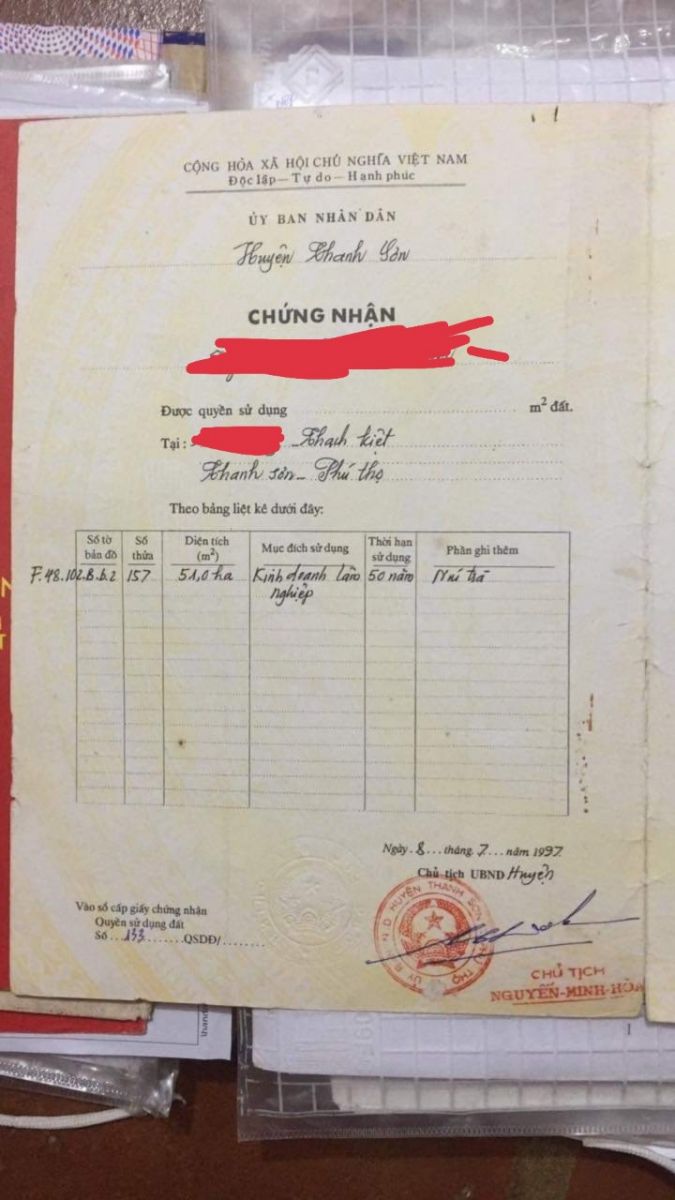 CỘNG HÒA XÃ HỘI CHỦ NGHĨA VIỆT NAM
Độc lập — Tự do — Hạnh phúc
ỦY BAN NHÂN DÂN
Huyện Thanh Sơn
CHỨNG NHẬN
Được quyền sử dụng m² đất.
Tại: Thạch kiệt
Thanh sơn - Phú thọ
Theo bảng liệt kê dưới đây:
Số tờ bản đồ Số thửa Diện tích (m²) Mục đích sử dụng Thời hạn sử dụng Phần ghi thêm
F.48.102.B.b.2 157 51,0 ha Kinh doanh lâm nghiệp 50 năm Núi trã
Ngày 8 tháng 7 năm 1997
Chủ tịch UBND Huyện
Vào sổ cấp giấy chứng nhận
Quyền sử dụng đất
Số 133 QSDĐ/
U.B.N.D HUYỆN THANH SƠN
CHỦ TỊCH
NGUYỄN-MINH-HÒA